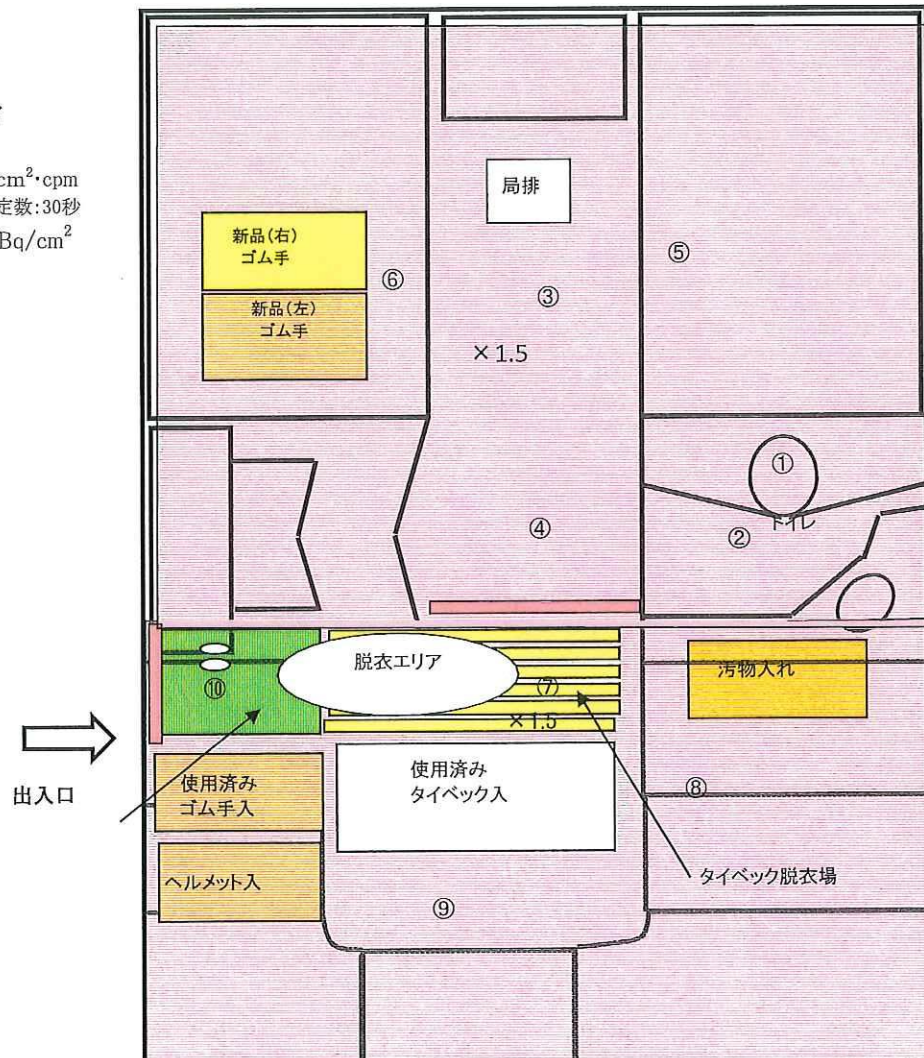 cm²・cpm
定数:30秒
Bq/cm²
局排
新品(右)
ゴム手
⑥
⑤
③
新品(左)
ゴム手
×1.5
①
トイレ
④
②
脱衣エリア
汚物入れ
⑩
⑦
×1.5
出入口
使用済み
ゴム手入
使用済み
タイベック入
⑧
ヘルメット入
タイベック脱衣場
⑨